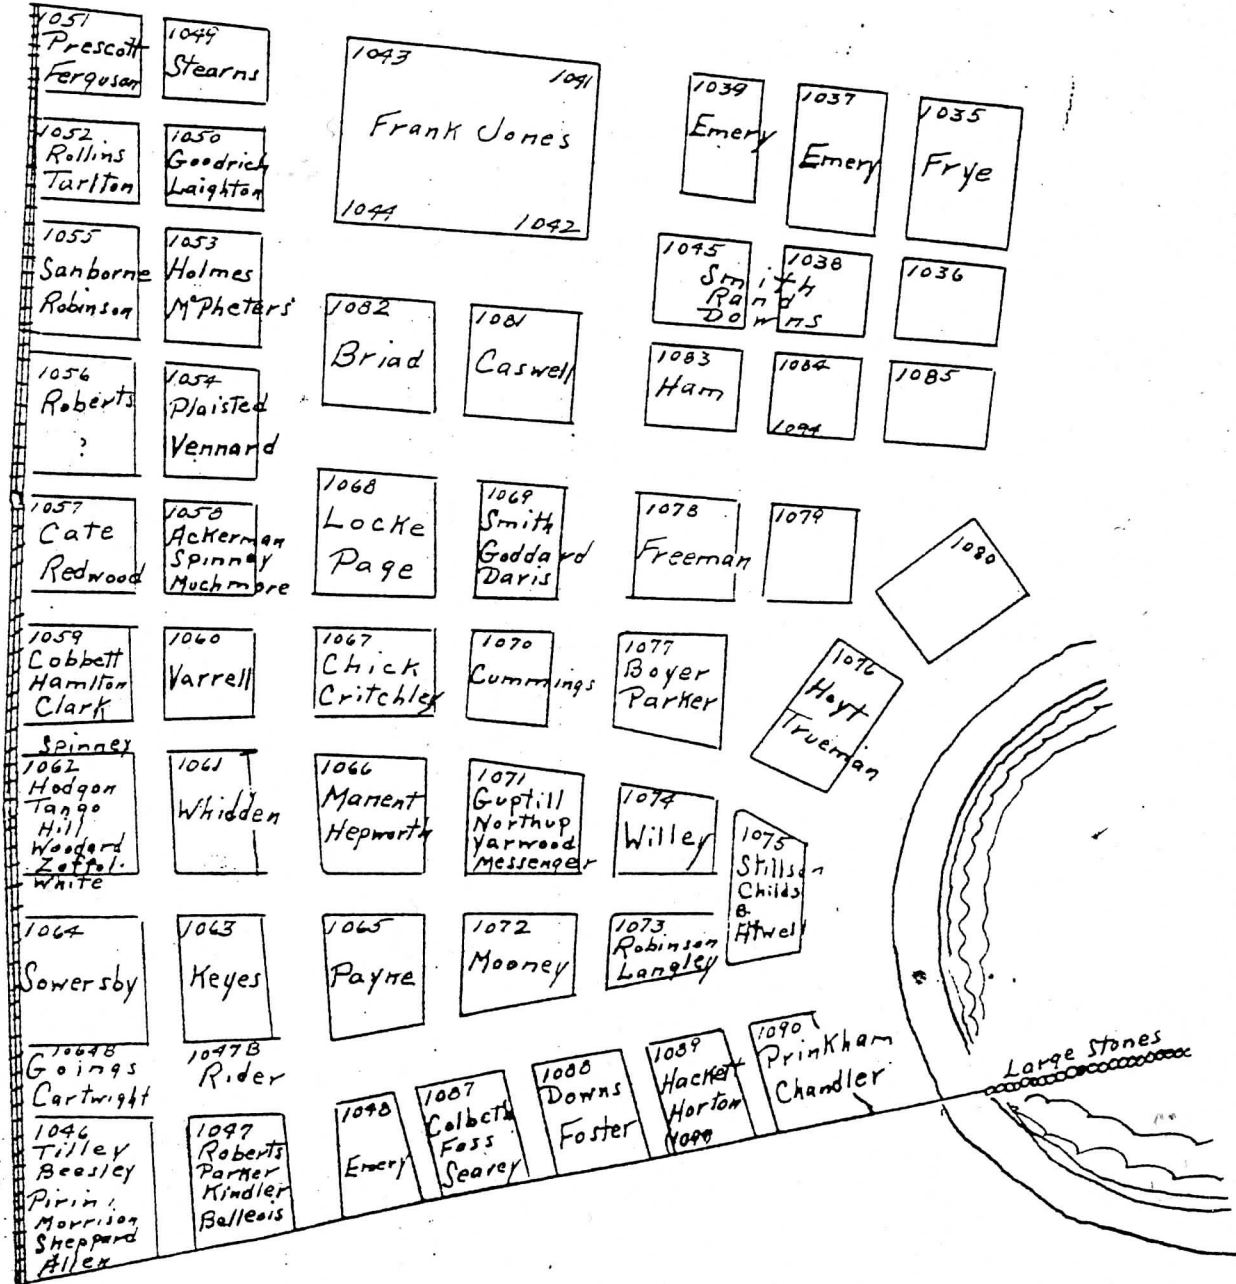 1051
Prescott
Ferguson
1049
Stearns
1043
1041
Frank Jones
1044
1042
1039
Emery
1037
Emery
1035
Frye
1052
Rollins
Tarlton
1050
Goodrich
Laighton
1055
Sanborne
Robinson
1053
Holmes
McPheters
1045
1038
Smith
Rand
Downs
1036
1082
Briad
1081
Caswell
1083
Ham
1084
1094
1085
1056
Roberts
?
1054
Plaisted
Vennard
1057
Cate
Redwood
1058
Ackerman
Spinney
Muchmore
1068
Locke
Page
1069
Smith
Goddard
Davis
1078
Freeman
1079
1080
1059
Cobbett
Hamilton
Clark
Spinney
1060
Varrell
1067
Chick
Critchley
1070
Cummings
1077
Boyer
Parker
1076
Hoyt
Trueman
1062
Hodgon
Tango
Hill
Woodard
White
1061
Whidden
1066
Manent
Hepworth
1071
Guptill
Northup
Yarwood
Messenger
1074
Willey
1075
Stillson
Childs
&
Atwell
1064
Sowersby
1063
Keyes
1065
Payne
1072
Mooney
1073
Robinson
Langley
1064B
Goings
Cartwright
1047B
Rider
1046
Tilley
Beasley
Pirini
Morrison
Sheppard
Allen
1047
Roberts
Parker
Kindler
Balleois
1048
Emery
1087
Colbeth
Foss
Seavey
1088
Downs
Foster
1089
Hackett
Horton
1090
Prinkham
Chandler
Large Stones